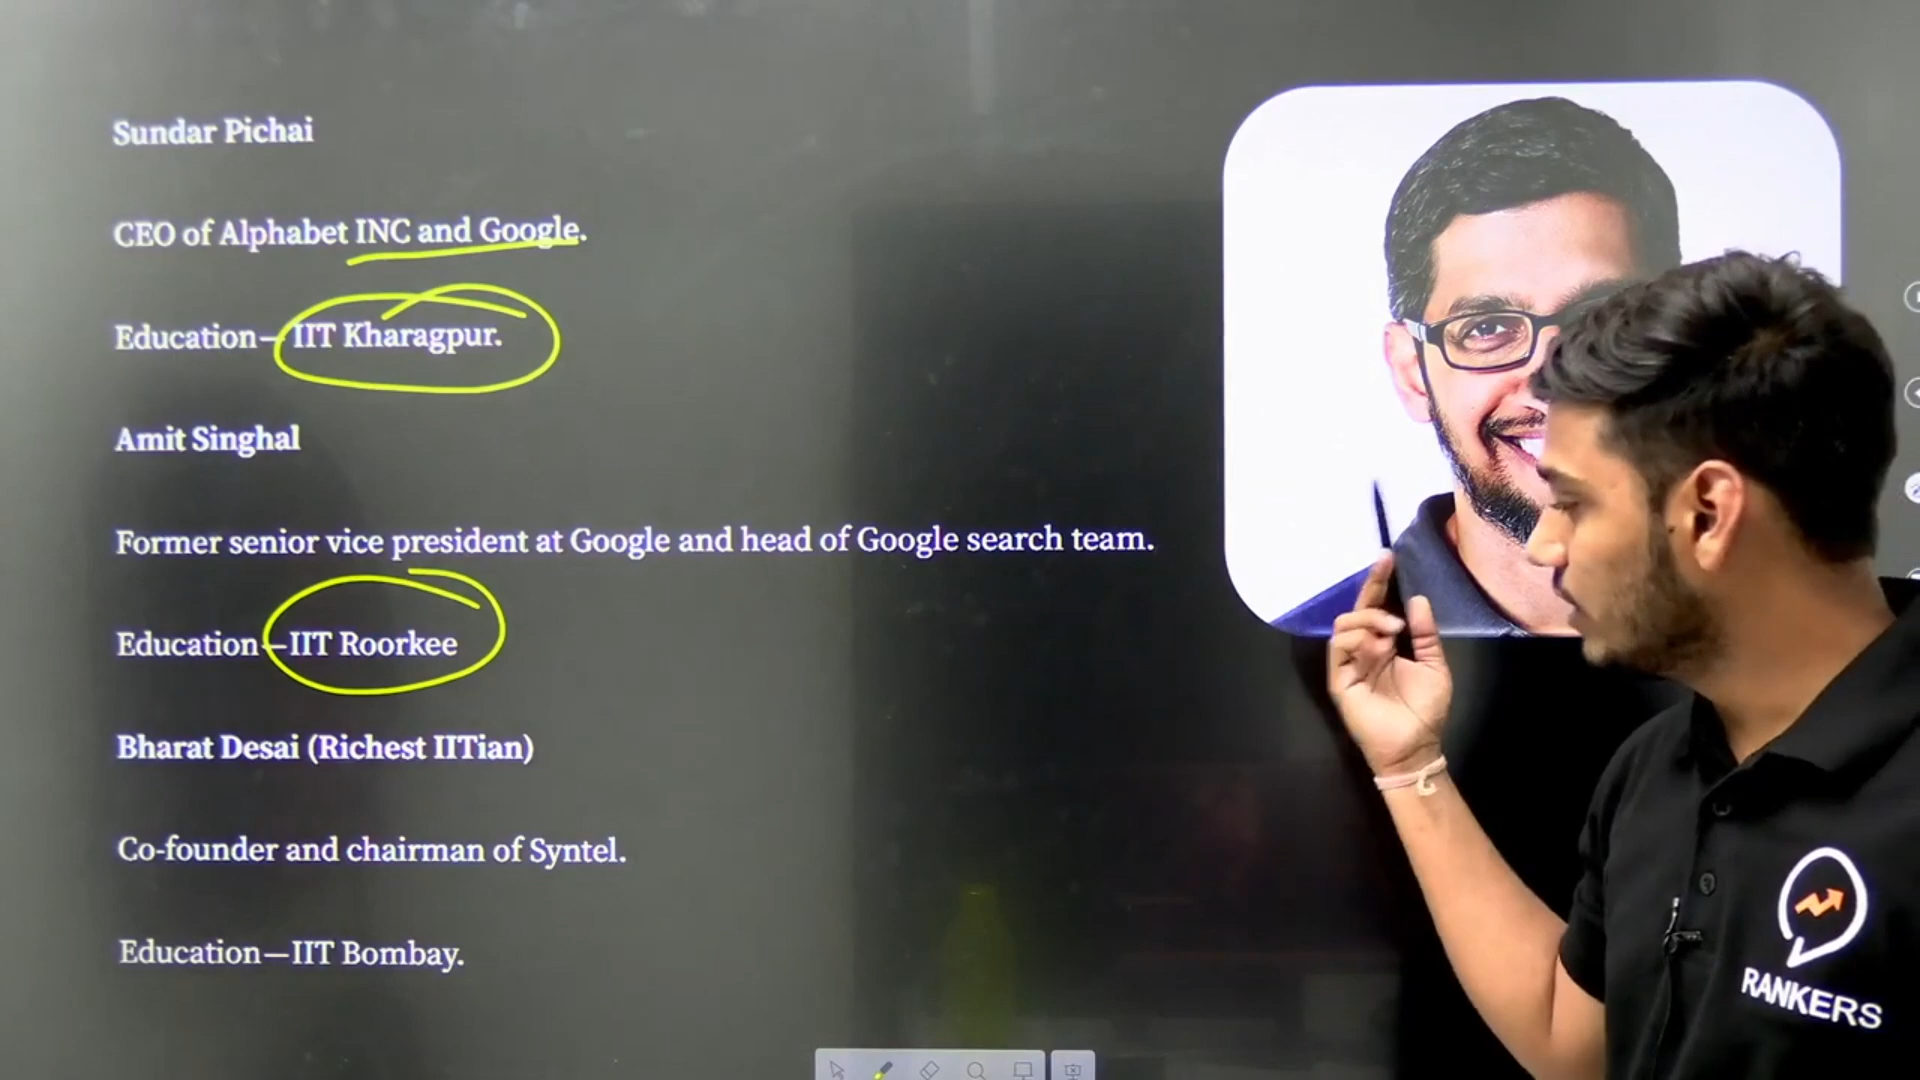 Sundar Pichai
CEO of Alphabet INC and Google.
Education—IIT Kharagpur.
Amit Singhal
Former senior vice president at Google and head of Google search team.
Education—IIT Roorkee
Bharat Desai (Richest IITian)
Co-founder and chairman of Syntel.
Education—IIT Bombay.
RANKERS